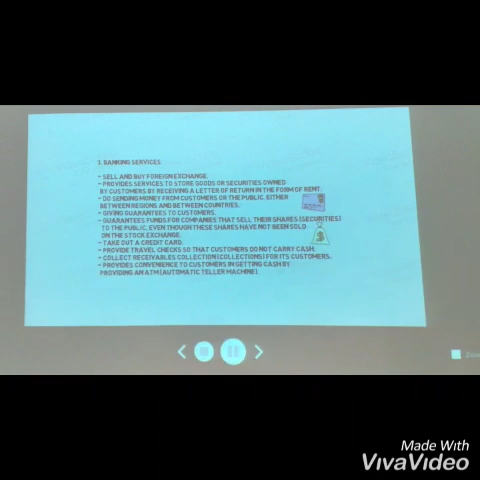 3. BANKING SERVICES
- SELL AND BUY FOREIGN EXCHANGE.
- PROVIDES SERVICES TO STORE GOODS OR SECURITIES OWNED
BY CUSTOMERS BY RECEIVING A LETTER OF RETURN IN THE FORM OF RENT.
- DO SENDING MONEY FROM CUSTOMERS OR THE PUBLIC, EITHER
BETWEEN REGIONS AND BETWEEN COUNTRIES.
- GIVING GUARANTEES TO CUSTOMERS.
- GUARANTEES FUNDS FOR COMPANIES THAT SELL THEIR SHARES (SECURITIES)
TO THE PUBLIC, EVEN THOUGH THESE SHARES HAVE NOT BEEN SOLD
ON THE STOCK EXCHANGE.
- TAKE OUT A CREDIT CARD.
- PROVIDE TRAVEL CHECKS SO THAT CUSTOMERS DO NOT CARRY CASH.
- COLLECT RECEIVABLES COLLECTION (COLLECTIONS) FOR ITS CUSTOMERS.
- PROVIDES CONVENIENCE TO CUSTOMERS IN GETTING CASH BY
PROVIDING AN ATM (AUTOMATIC TELLER MACHINE).
$
Made With
VivaVideo